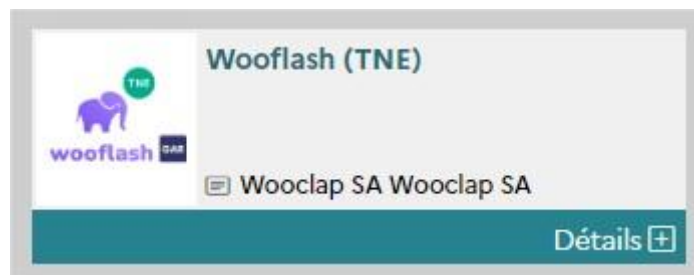 Wooflash (TNE)
TNE
wooflash GAR
Wooclap SA Wooclap SA
Détails